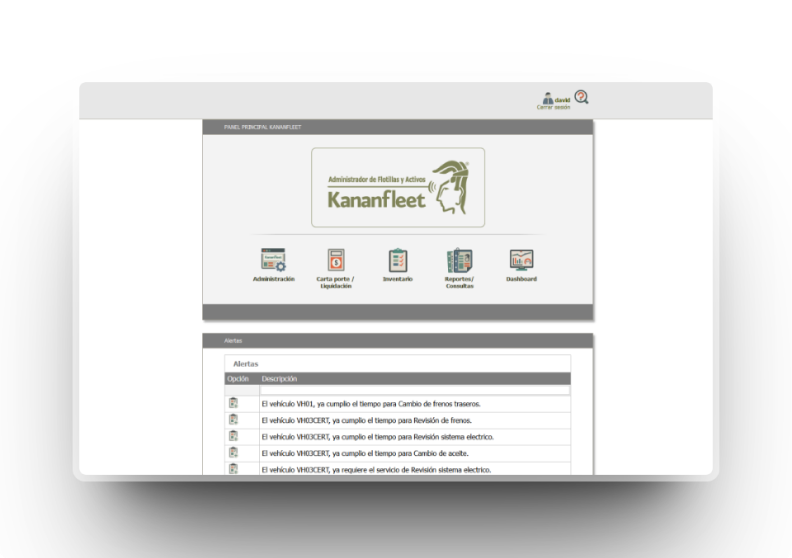 david
Cerrar sesión
PANEL PRINCIPAL KANANFLEET
Administrador de Flotillas y Activos
Kananfleet
Administración
Carta porte /
Liquidación
Inventario
Reportes/
Consultas
Dashboard
Alertas
Alertas
Opción Descripción
El vehículo VH01, ya cumplio el tiempo para Cambio de frenos traseros.
El vehículo VH03CERT, ya cumplio el tiempo para Revisión de frenos.
El vehículo VH03CERT, ya cumplio el tiempo para Revisión sistema electrico.
El vehículo VH03CERT, ya cumplio el tiempo para Cambio de aceite.
El vehículo VH03CERT, ya requiere el servicio de Revisión sistema electrico.